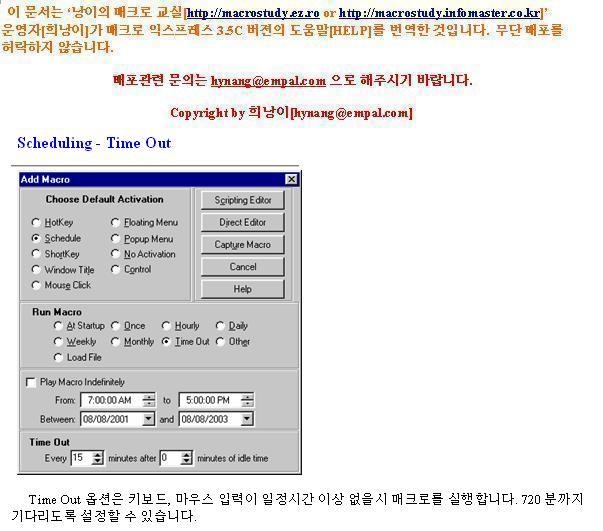 이 문서는 '낭이의 매크로 교실[http://macrostudy.ez.ro or http://macrostudy.infomaster.co.kr]'
운영자[희낭이]가 매크로 익스프레스 3.5C 버젼의 도움말[HELP]를 번역한 것입니다. 무단 배포를
허락하지 않습니다.
배포관련 문의는 hynang@empal.com 으로 해주시기 바랍니다.
Copyright by 희낭이[hynang@empal.com]
Scheduling - Time Out
Add Macro
Choose Default Activation
HotKey Floating Menu
Schedule Popup Menu
ShortKey No Activation
Window Title Control
Mouse Click
Scripting Editor
Direct Editor
Capture Macro
Cancel
Help
Run Macro
At Startup Once Hourly Daily
Weekly Monthly Time Out Other
Load File
Play Macro Indefinitely
From: 7:00:00 AM to 5:00:00 PM
Between: 08/08/2001 and 08/08/2003
Time Out
Every 15 minutes after 0 minutes of idle time
Time Out 옵션은 키보드, 마우스 입력이 일정시간 이상 없을시 매크로를 실행합니다. 720 분까지
기다리도록 설정할 수 있습니다.